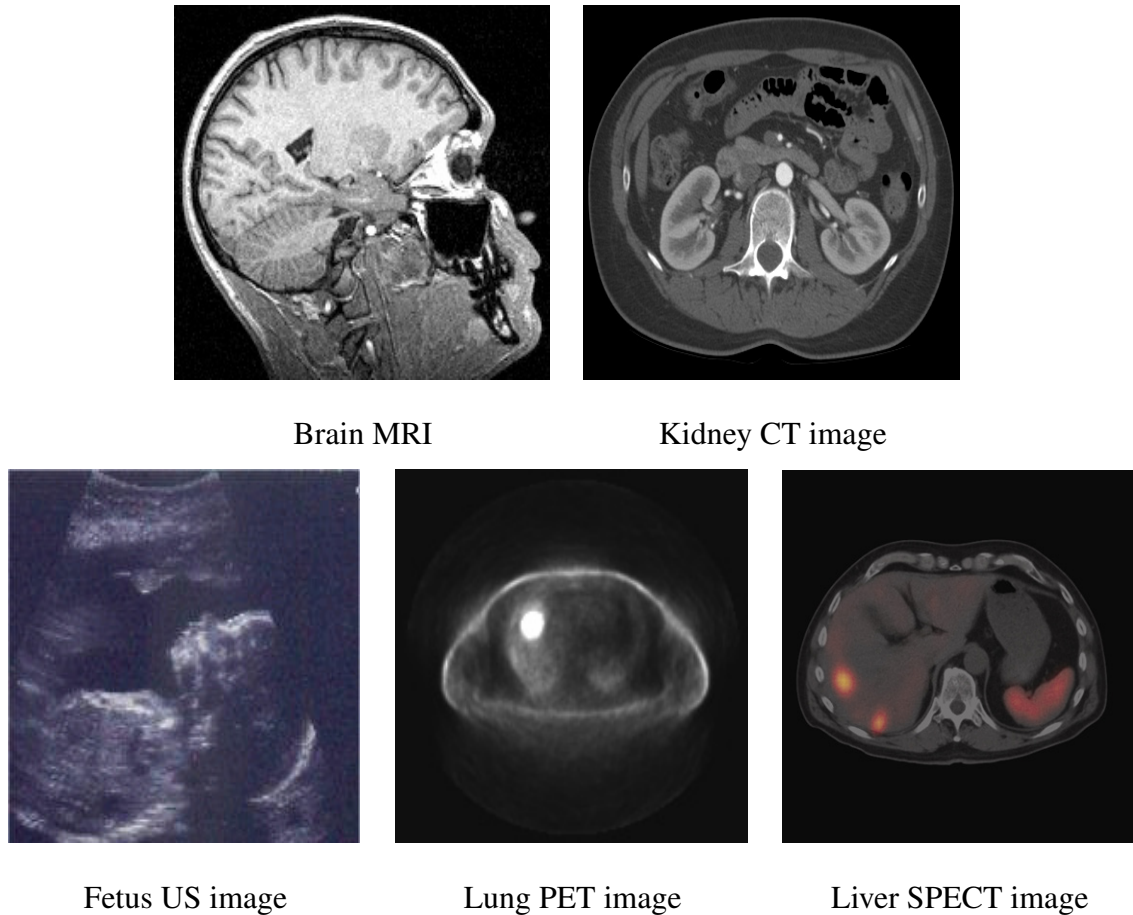 Brain MRI
Kidney CT image
Fetus US image
Lung PET image
Liver SPECT image